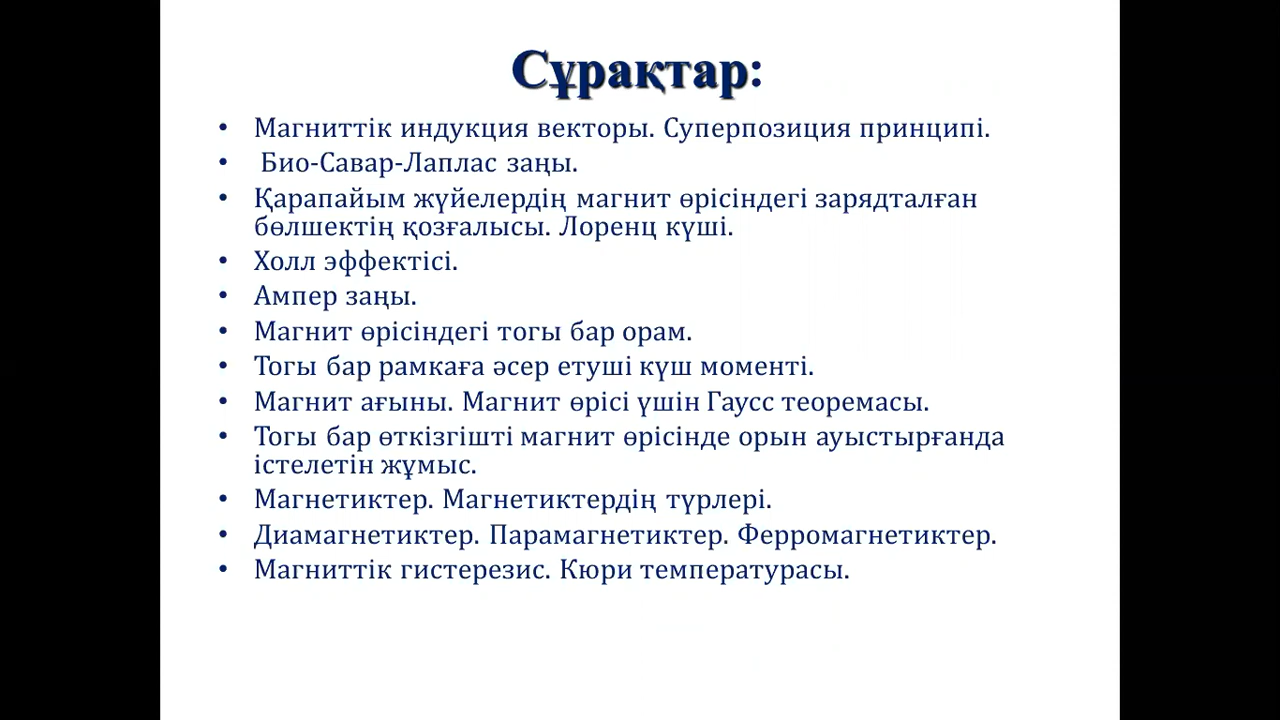 Сұрақтар:
• Магниттік индукция векторы. Суперпозиция принципі.
• Био-Савар-Лаплас заңы.
• Қарапайым жүйелердің магнит өрісіндегі зарядталған
бөлшектің қозғалысы. Лоренц күші.
• Холл эффектісі.
• Ампер заңы.
• Магнит өрісіндегі тогы бар орам.
• Тогы бар рамкаға әсер етуші күш моменті.
• Магнит ағыны. Магнит өрісі үшін Гаусс теоремасы.
• Тогы бар өткізгішті магнит өрісінде орын ауыстырғанда
істелетін жұмыс.
• Магнетиктер. Магнетиктердің түрлері.
• Диамагнетиктер. Парамагнетиктер. Ферромагнетиктер.
• Магниттік гистерезис. Кюри температурасы.